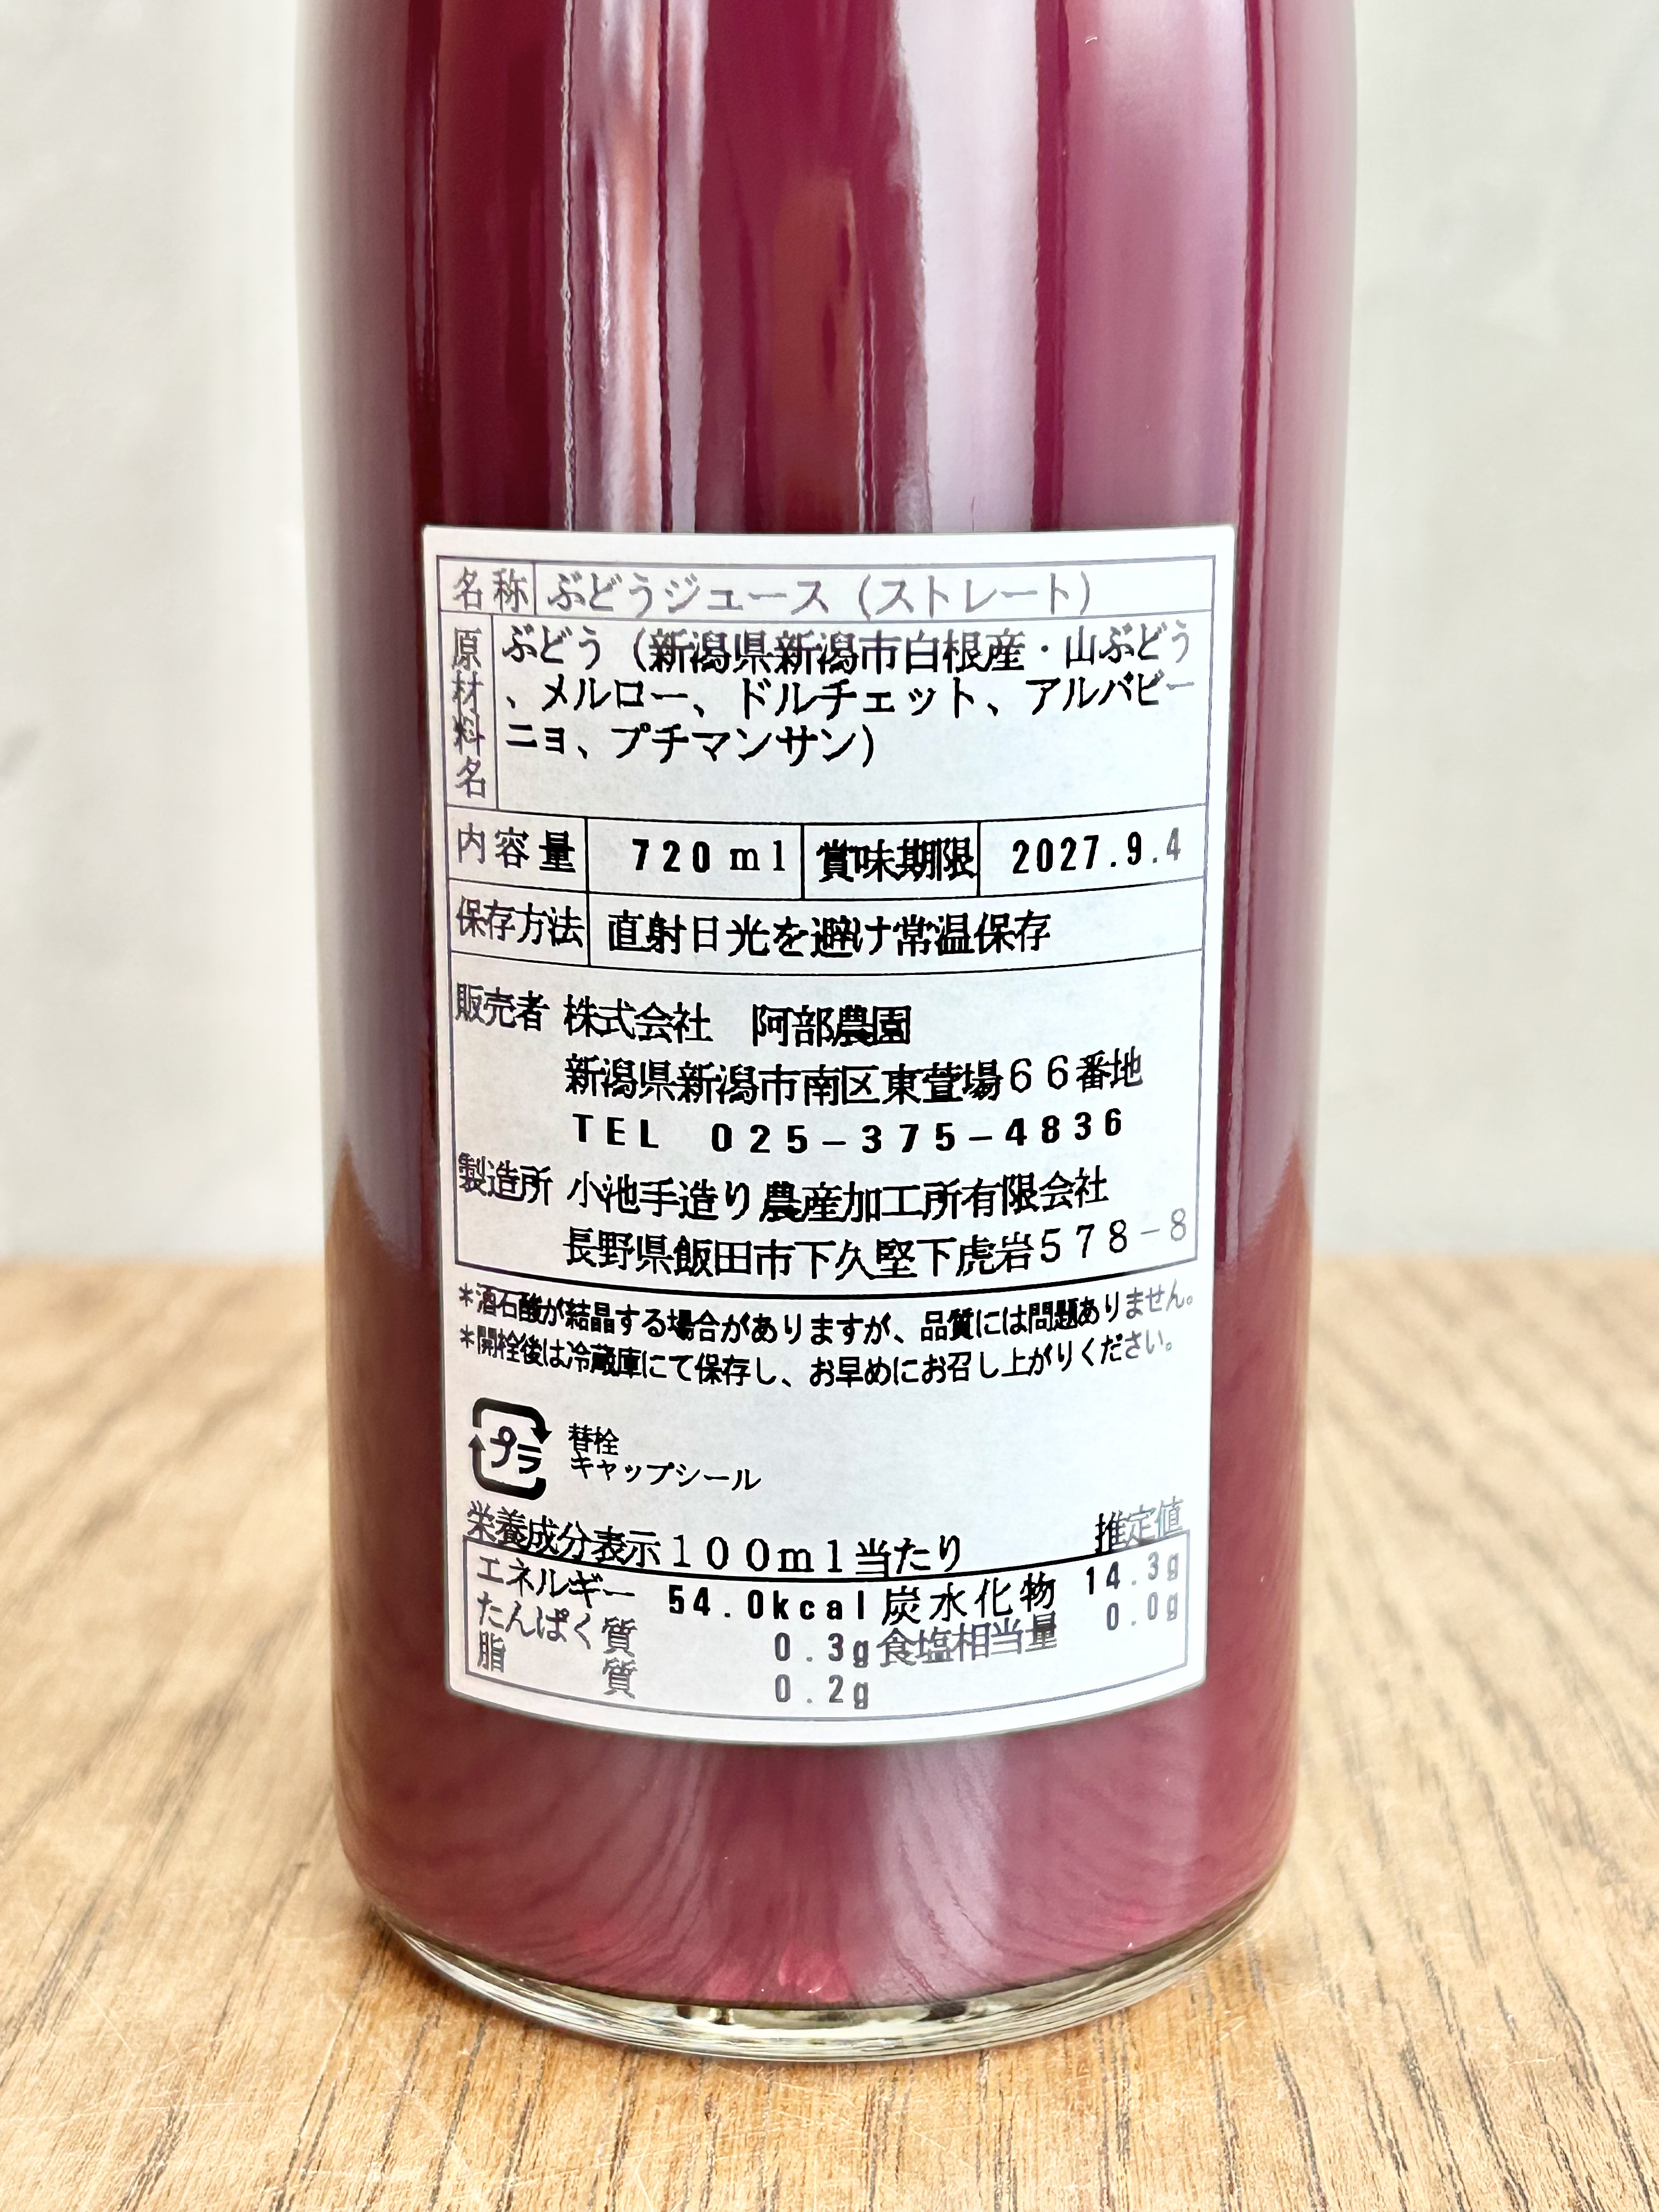 名称 ぶどうジュース（ストレート）
原材料名 ぶどう（新潟県新潟市白根産・山ぶどう
、メルロー、ドルチェット、アルバビー
ニョ、プチマンサン）
内容量 720ml 賞味期限 2027.9.4
保存方法 直射日光を避け常温保存
販売者 株式会社　阿部農園
新潟県新潟市南区東萱場66番地
TEL 025-375-4836
製造所 小池手造り農産加工所有限会社
長野県飯田市下久堅下虎岩578-8
＊酒石酸が結晶する場合がありますが、品質には問題ありません。
＊開栓後は冷蔵庫にて保存し、お早めにお召し上がりください。
プラ 替栓
キャップシール
栄養成分表示100ml当たり 推定値
エネルギー 54.0kcal 炭水化物 14.3g
たんぱく質 0.3g 食塩相当量 0.0g
脂質 0.2g